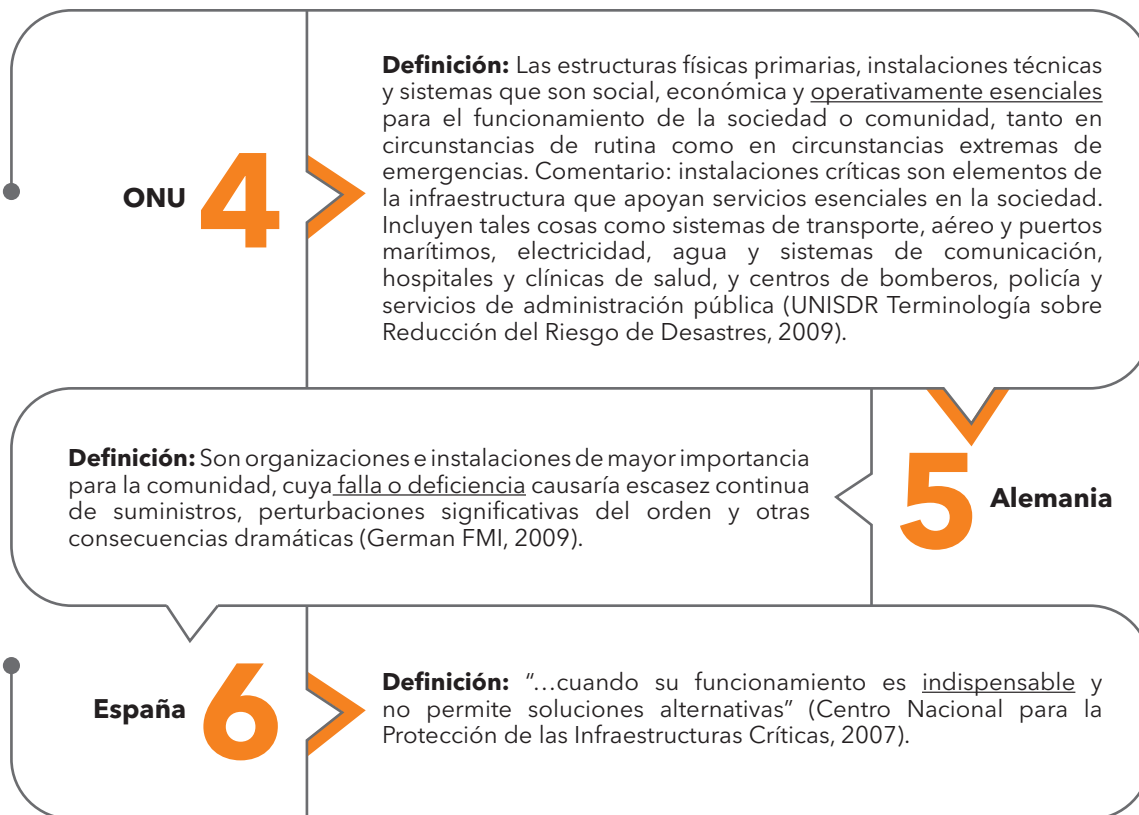 ONU
4
Definición: Las estructuras físicas primarias, instalaciones técnicas
y sistemas que son social, económica y operativamente esenciales
para el funcionamiento de la sociedad o comunidad, tanto en
circunstancias de rutina como en circunstancias extremas de
emergencias. Comentario: instalaciones críticas son elementos de
la infraestructura que apoyan servicios esenciales en la sociedad.
Incluyen tales cosas como sistemas de transporte, aéreo y puertos
marítimos, electricidad, agua y sistemas de comunicación,
hospitales y clínicas de salud, y centros de bomberos, policía y
servicios de administración pública (UNISDR Terminología sobre
Reducción del Riesgo de Desastres, 2009).
Definición: Son organizaciones e instalaciones de mayor importancia
para la comunidad, cuya falla o deficiencia causaría escasez continua
de suministros, perturbaciones significativas del orden y otras
consecuencias dramáticas (German FMI, 2009).
5
Alemania
España
6
Definición: “…cuando su funcionamiento es indispensable y
no permite soluciones alternativas” (Centro Nacional para la
Protección de las Infraestructuras Críticas, 2007).